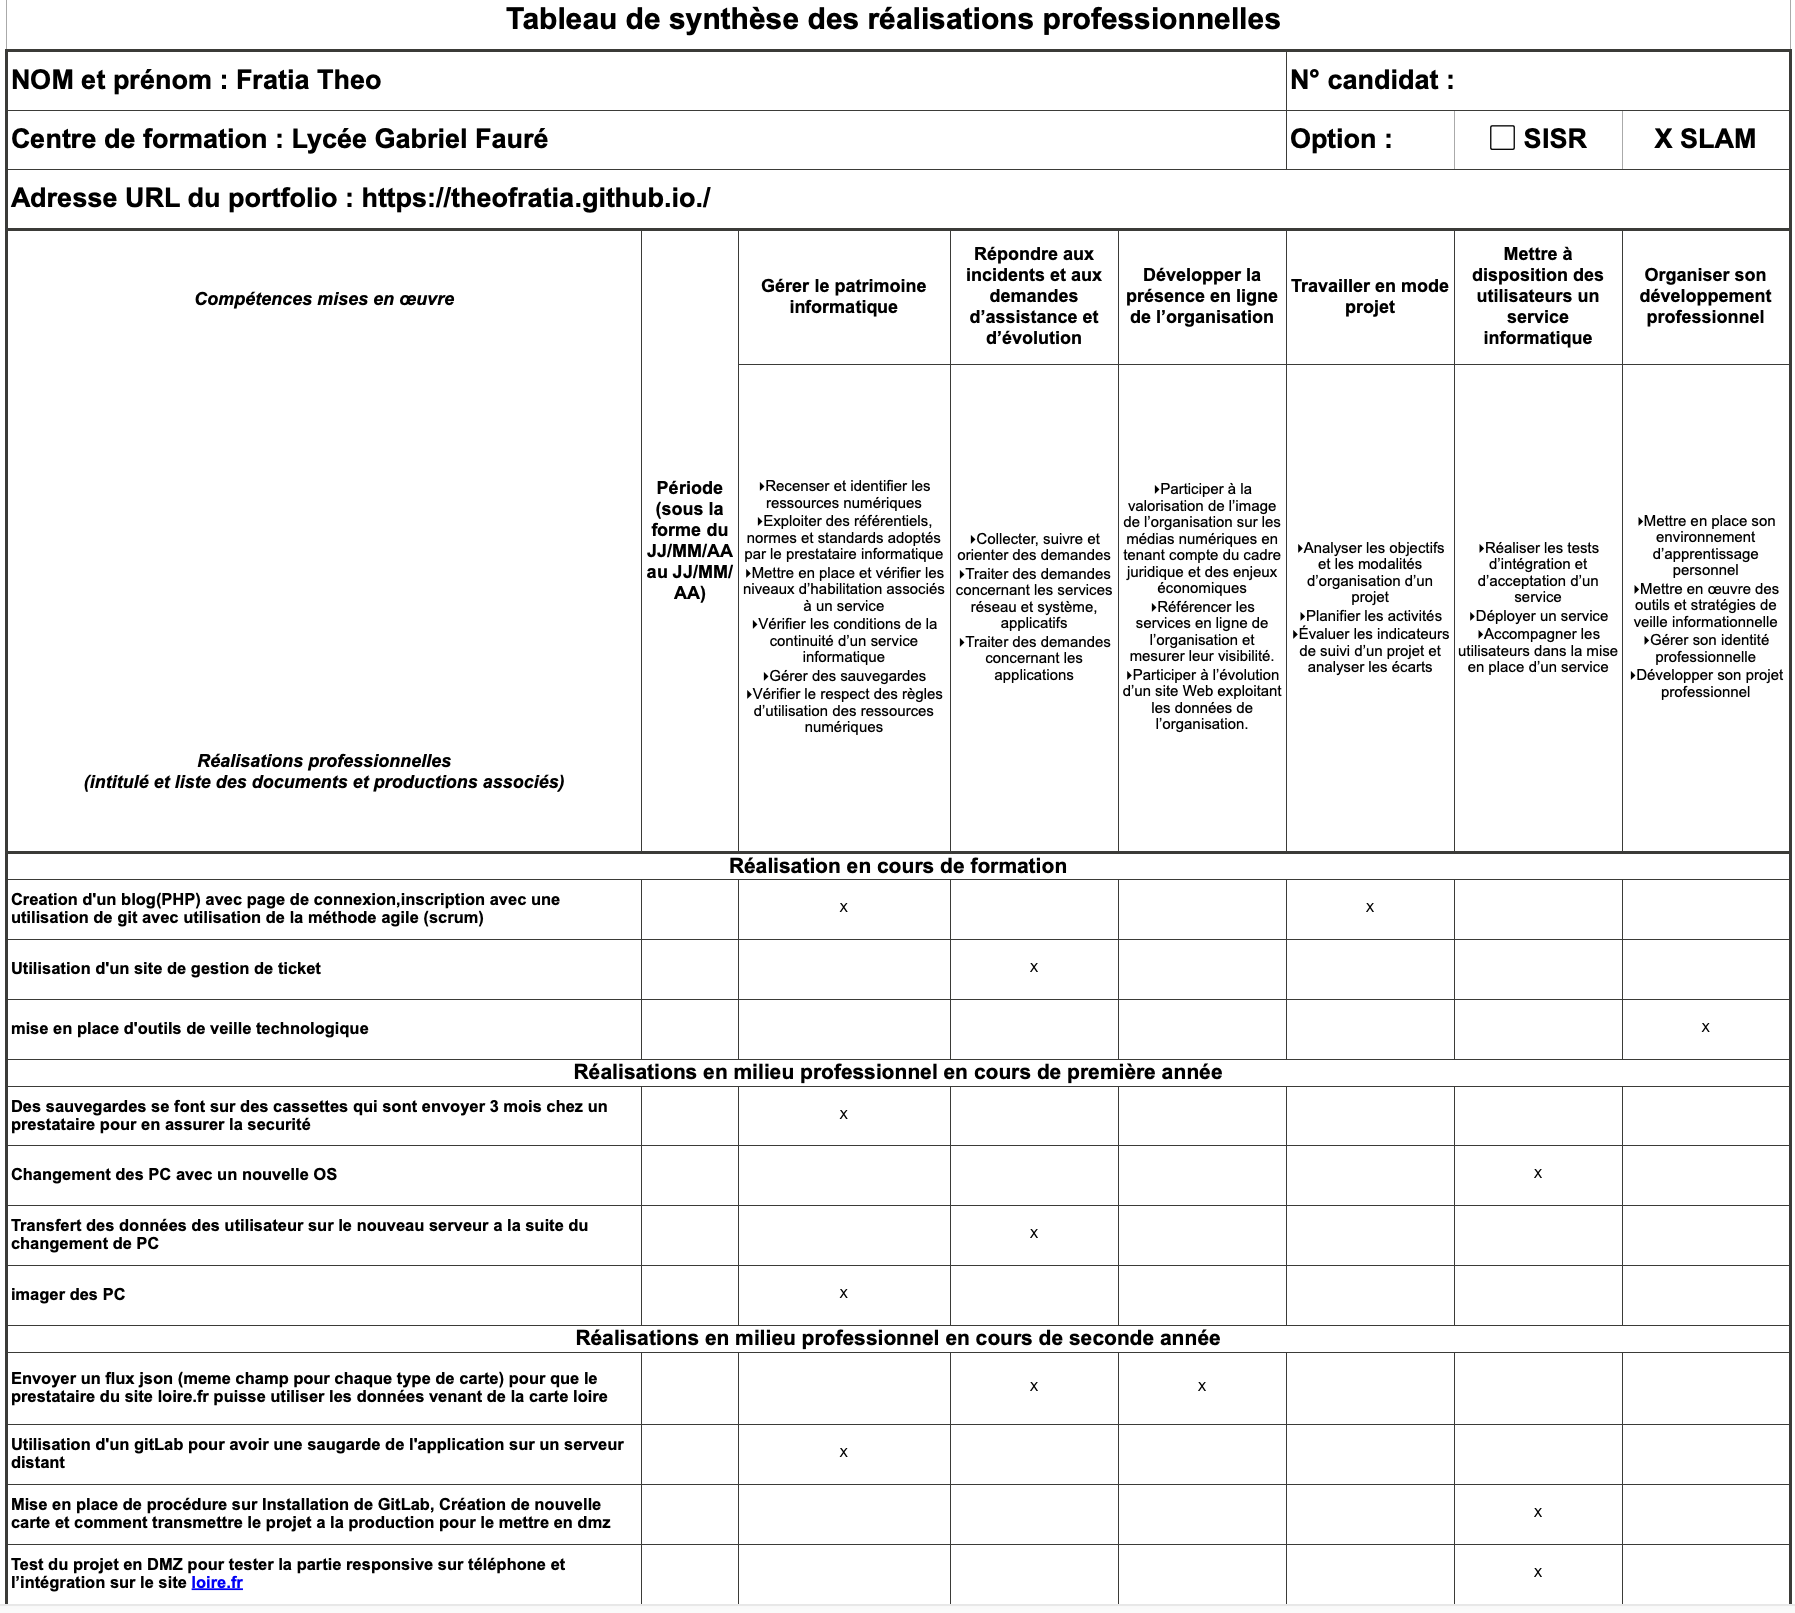 Tableau de synthèse des réalisations professionnelles
NOM et prénom : Fratia Theo
N° candidat :
Centre de formation : Lycée Gabriel Fauré
Option :
☐ SISR
X SLAM
Adresse URL du portfolio : https://theofratia.github.io./
Compétences mises en œuvre
Réalisations professionnelles
(intitulé et liste des documents et productions associés)
Période
(sous la
forme du
JJ/MM/AA
au JJ/MM/
AA)
Gérer le patrimoine
informatique
Répondre aux
incidents et aux
demandes
d’assistance et
d’évolution
Développer la
présence en ligne
de l’organisation
Travailler en mode
projet
Mettre à
disposition des
utilisateurs un
service
informatique
Organiser son
développement
professionnel
‣Recenser et identifier les
ressources numériques
‣Exploiter des référentiels,
normes et standards adoptés
par le prestataire informatique
‣Mettre en place et vérifier les
niveaux d’habilitation associés
à un service
‣Vérifier les conditions de la
continuité d’un service
informatique
‣Gérer des sauvegardes
‣Vérifier le respect des règles
d’utilisation des ressources
numériques
‣Collecter, suivre et
orienter des demandes
‣Traiter des demandes
concernant les services
réseau et système,
applicatifs
‣Traiter des demandes
concernant les
applications
‣Participer à la
valorisation de l’image
de l’organisation sur les
médias numériques en
tenant compte du cadre
juridique et des enjeux
économiques
‣Référencer les
services en ligne de
l’organisation et
mesurer leur visibilité.
‣Participer à l’évolution
d’un site Web exploitant
les données de
l’organisation.
‣Analyser les objectifs
et les modalités
d’organisation d’un
projet
‣Planifier les activités
‣Évaluer les indicateurs
de suivi d’un projet et
analyser les écarts
‣Réaliser les tests
d’intégration et
d’acceptation d’un
service
‣Déployer un service
‣Accompagner les
utilisateurs dans la mise
en place d’un service
‣Mettre en place son
environnement
d’apprentissage
personnel
‣Mettre en œuvre des
outils et stratégies de
veille informationnelle
‣Gérer son identité
professionnelle
‣Développer son projet
professionnel
Réalisation en cours de formation
Creation d'un blog(PHP) avec page de connexion,inscription avec une
utilisation de git avec utilisation de la méthode agile (scrum)
x
x
Utilisation d'un site de gestion de ticket
x
mise en place d'outils de veille technologique
x
Réalisations en milieu professionnel en cours de première année
Des sauvegardes se font sur des cassettes qui sont envoyer 3 mois chez un
prestataire pour en assurer la securité
x
Changement des PC avec un nouvelle OS
x
Transfert des données des utilisateur sur le nouveau serveur a la suite du
changement de PC
x
imager des PC
x
Réalisations en milieu professionnel en cours de seconde année
Envoyer un flux json (meme champ pour chaque type de carte) pour que le
prestataire du site loire.fr puisse utiliser les données venant de la carte loire
x
x
Utilisation d'un gitLab pour avoir une saugarde de l'application sur un serveur
distant
x
Mise en place de procédure sur Installation de GitLab, Création de nouvelle
carte et comment transmettre le projet a la production pour le mettre en dmz
x
Test du projet en DMZ pour tester la partie responsive sur téléphone et
l’intégration sur le site loire.fr
x